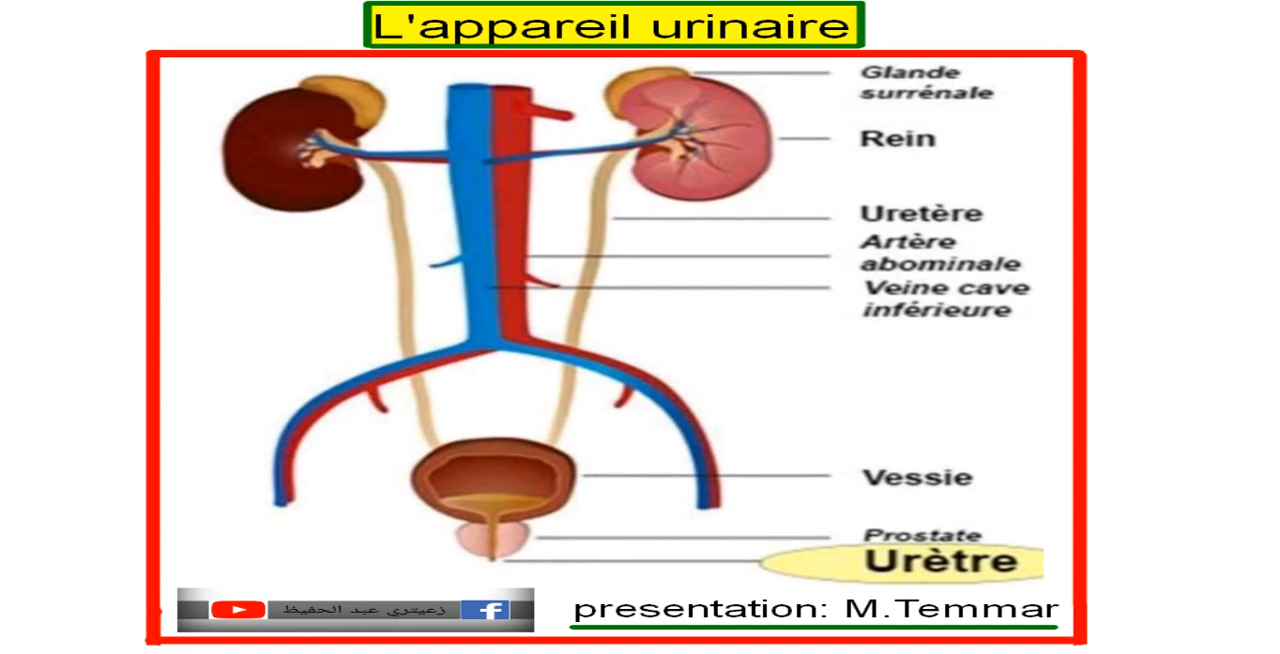 L'appareil urinaire
Glande
surrénale
Rein
Uretère
Artère
abominale
Veine cave
inférieure
Vessie
Prostate
Urètre
زعيتري عبد الحفيظ
f
presentation: M.Temmar